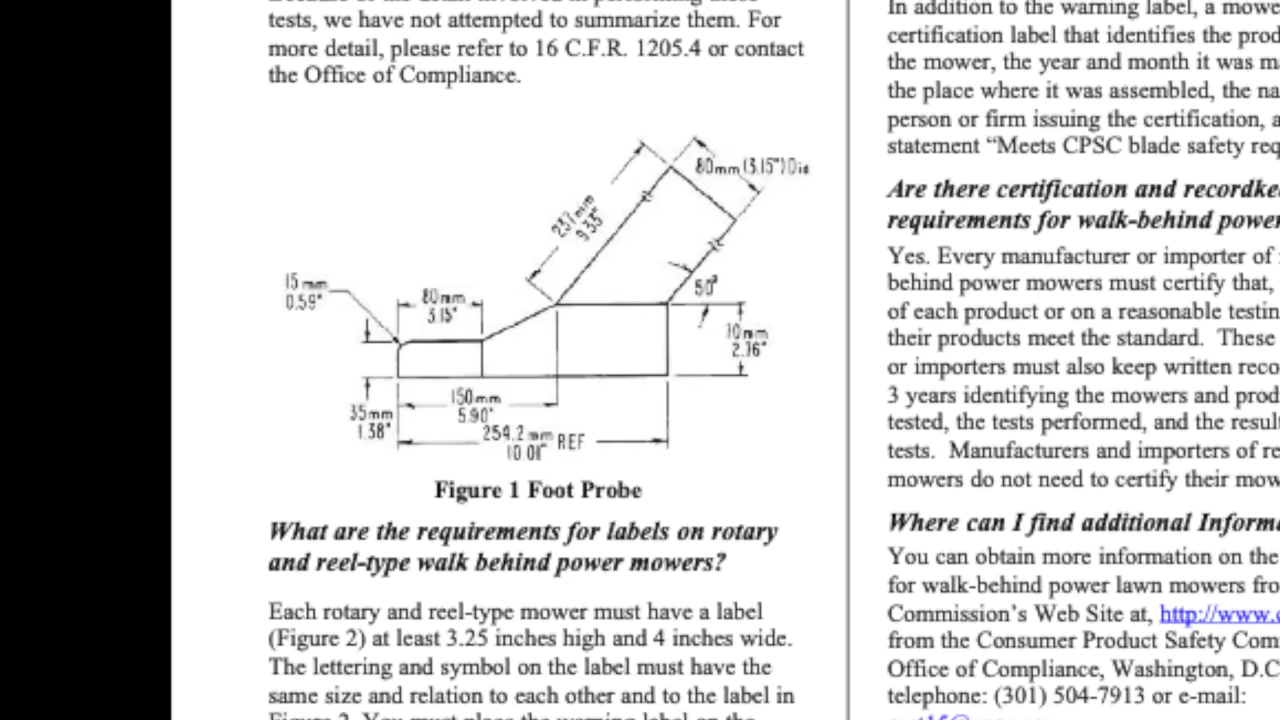 tests, we have not attempted to summarize them. For
more detail, please refer to 16 C.F.R. 1205.4 or contact
the Office of Compliance.
80mm (3.15")Dia
237mm
9.33"
50°
15 mm
0.59"
80mm
3.15"
70mm
2.76"
35mm
1.38"
150mm
5.90"
254.2 mm REF
10.01"
Figure 1 Foot Probe
What are the requirements for labels on rotary
and reel-type walk behind power mowers?
Each rotary and reel-type mower must have a label
(Figure 2) at least 3.25 inches high and 4 inches wide.
The lettering and symbol on the label must have the
same size and relation to each other and to the label in
In addition to the warning label, a mowe
certification label that identifies the prod
the mower, the year and month it was m
the place where it was assembled, the na
person or firm issuing the certification, a
statement “Meets CPSC blade safety req
Are there certification and recordke
requirements for walk-behind power
Yes. Every manufacturer or importer of
behind power mowers must certify that,
of each product or on a reasonable testin
their products meet the standard. These
or importers must also keep written reco
3 years identifying the mowers and prod
tested, the tests performed, and the result
tests. Manufacturers and importers of re
mowers do not need to certify their mow
Where can I find additional Informa
You can obtain more information on the
for walk-behind power lawn mowers fro
Commission’s Web Site at, http://www.c
from the Consumer Product Safety Com
Office of Compliance, Washington, D.C
telephone: (301) 504-7913 or e-mail: